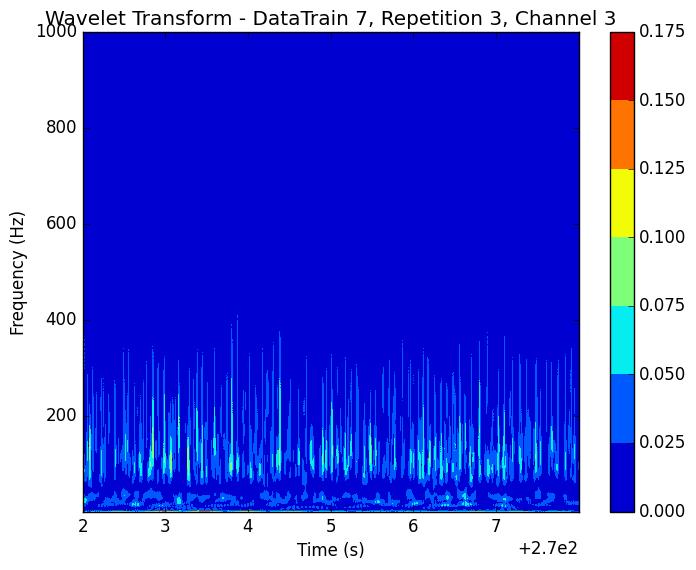 Wavelet Transform - DataTrain 7, Repetition 3, Channel 3
1000
800
600
400
200
Frequency (Hz)
2 3 4 5 6 7
Time (s)
+2.7e2
0.175
0.150
0.125
0.100
0.075
0.050
0.025
0.000